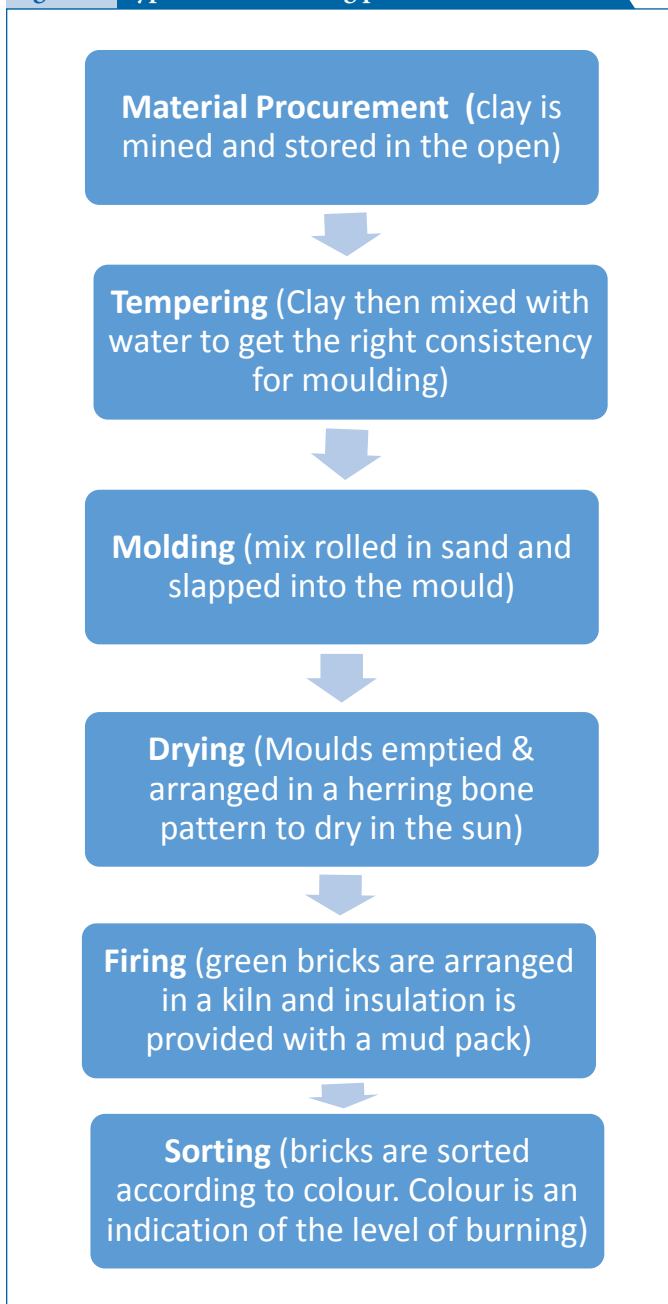 Material Procurement (clay is
mined and stored in the open)
Tempering (Clay then mixed with
water to get the right consistency
for moulding)
Molding (mix rolled in sand and
slapped into the mould)
Drying (Moulds emptied &
arranged in a herring bone
pattern to dry in the sun)
Firing (green bricks are arranged
in a kiln and insulation is
provided with a mud pack)
Sorting (bricks are sorted
according to colour. Colour is an
indication of the level of burning)